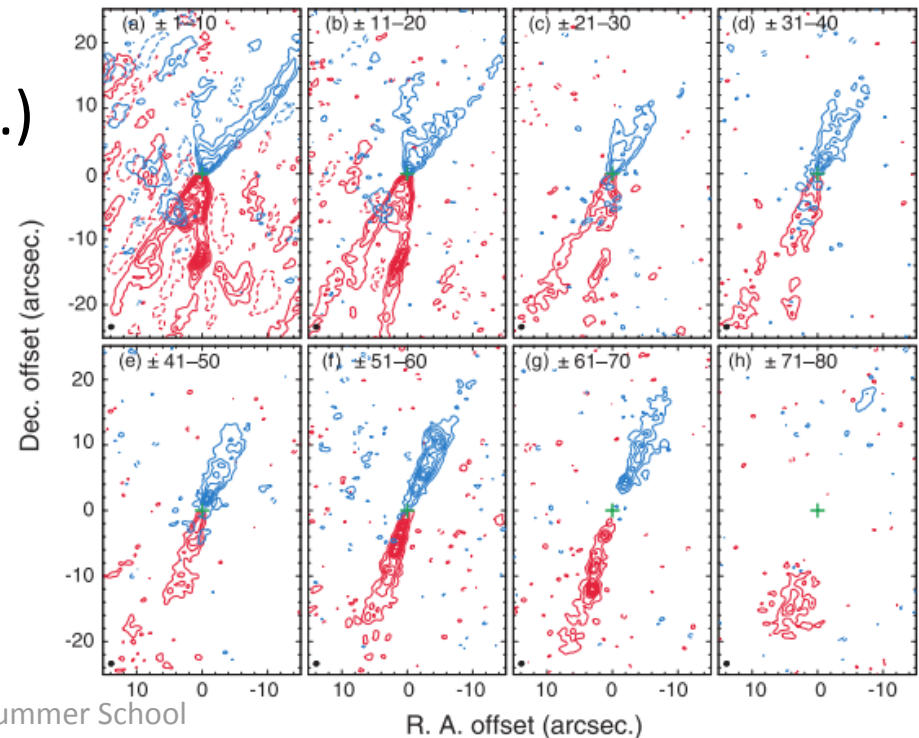 .)
(a) ± 1–10
(b) ± 11–20
(c) ± 21–30
(d) ± 31–40
20
10
0
-10
-20
(e) ± 41–50
(f) ± 51–60
(g) ± 61–70
(h) ± 71–80
20
10
0
-10
-20
Dec. offset (arcsec.)
10 0 -10 10 0 -10 10 0 -10 10 0 -10
R. A. offset (arcsec.)
ummer School